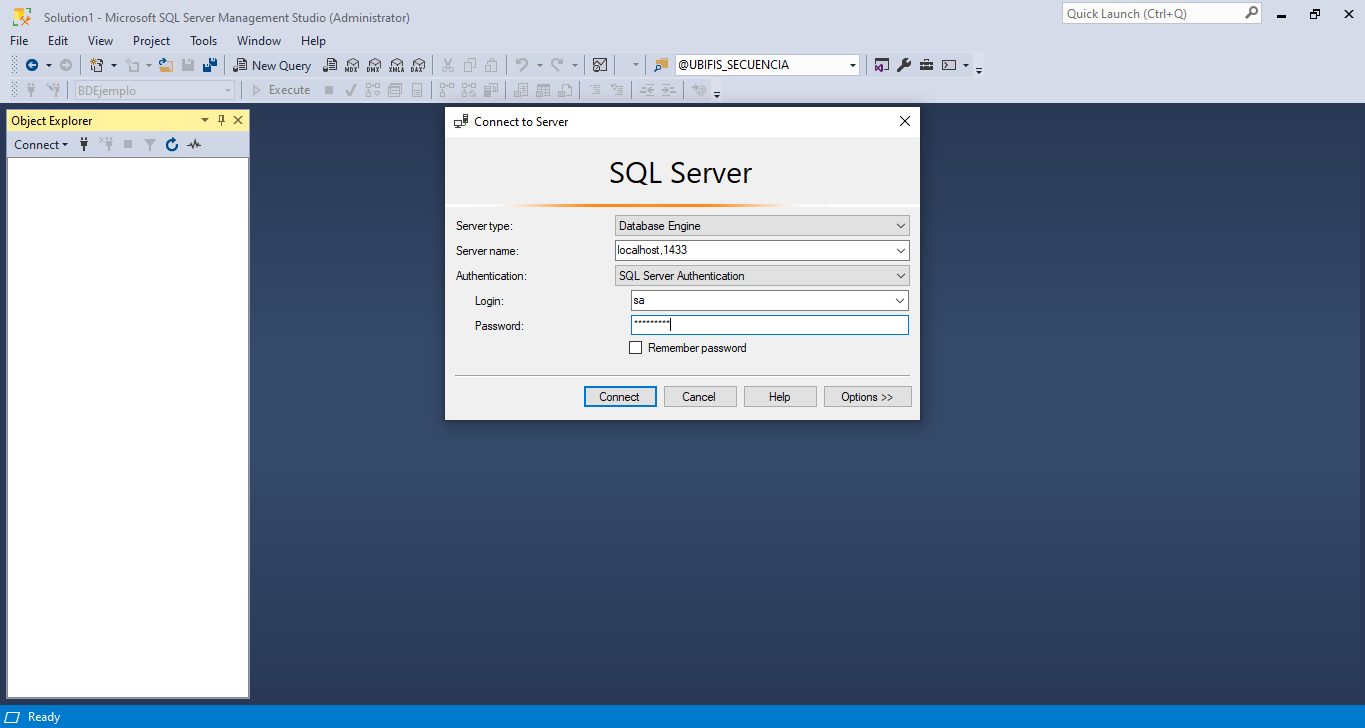 Solution1 - Microsoft SQL Server Management Studio (Administrator)
Quick Launch (Ctrl+Q)
File Edit View Project Tools Window Help
New Query MDX DMX XMLA DAX @UBIFIS_SECUENCIA
BDEjemplo Execute
Object Explorer
Connect
Connect to Server
SQL Server
Server type: Database Engine
Server name: localhost,1433
Authentication: SQL Server Authentication
Login: sa
Password: *********
Remember password
Connect Cancel Help Options >>
Ready